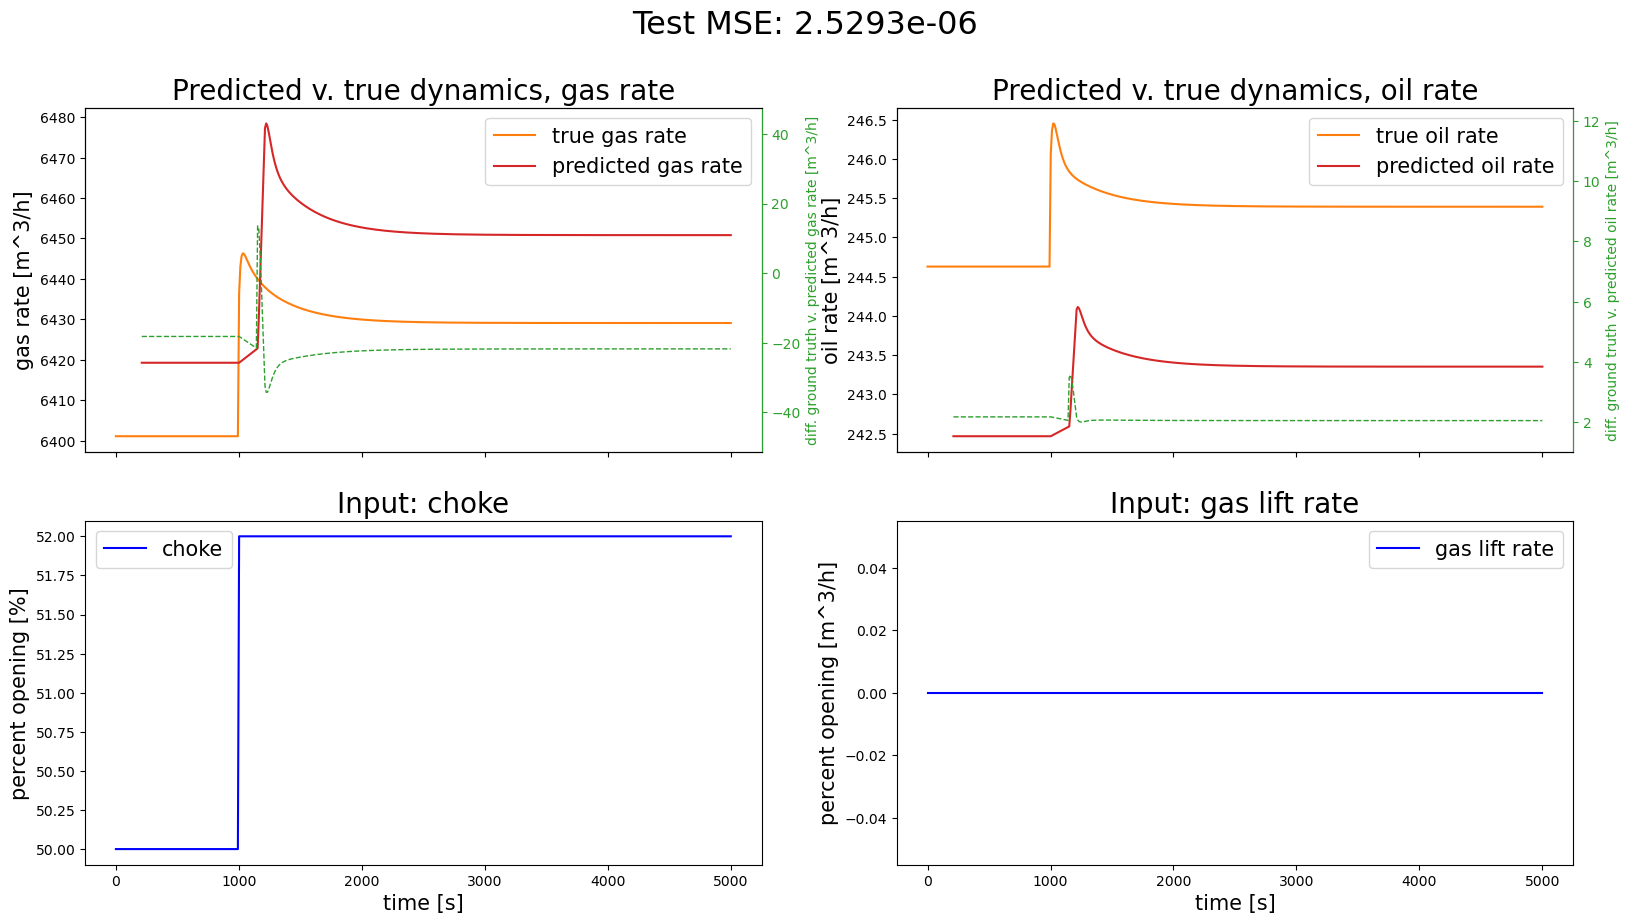 Test MSE: 2.5293e-06
Predicted v. true dynamics, gas rate
gas rate [m^3/h]
6480
6470
6460
6450
6440
6430
6420
6410
6400
true gas rate
predicted gas rate
40
20
0
−20
−40
diff. ground truth v. predicted gas rate [m^3/h]
Predicted v. true dynamics, oil rate
oil rate [m^3/h]
246.5
246.0
245.5
245.0
244.5
244.0
243.5
243.0
242.5
true oil rate
predicted oil rate
12
10
8
6
4
2
diff. ground truth v. predicted oil rate [m^3/h]
Input: choke
percent opening [%]
52.00
51.75
51.50
51.25
51.00
50.75
50.50
50.25
50.00
choke
0 1000 2000 3000 4000 5000
time [s]
Input: gas lift rate
percent opening [m^3/h]
0.04
0.02
0.00
−0.02
−0.04
gas lift rate
0 1000 2000 3000 4000 5000
time [s]